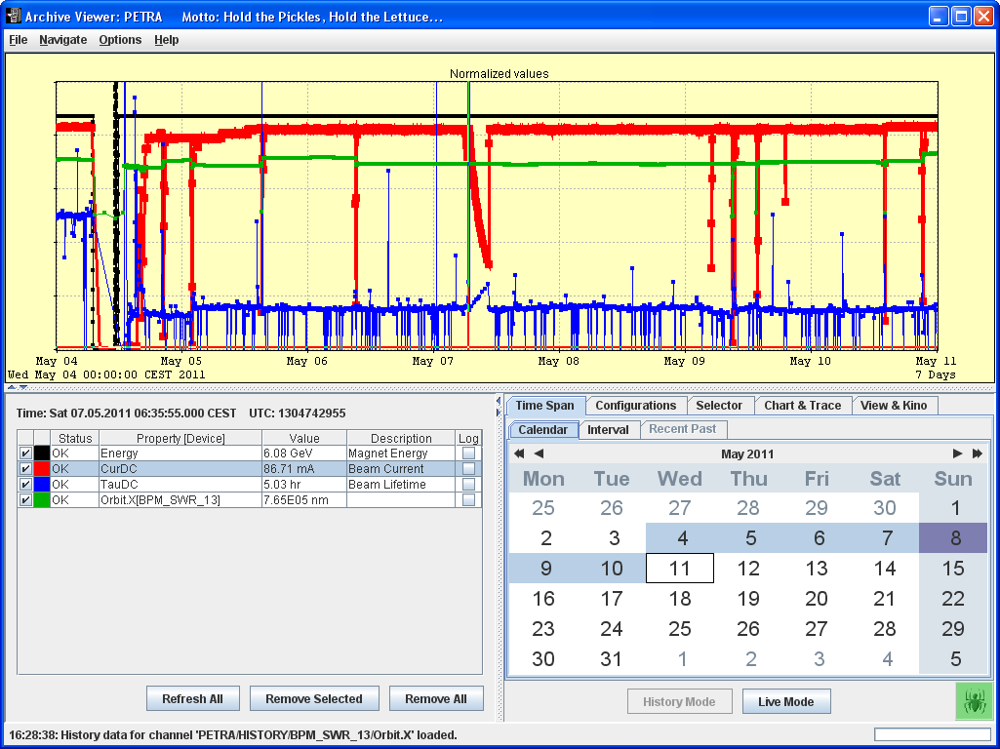 Archive Viewer: PETRA Motto: Hold the Pickles, Hold the Lettuce...
File Navigate Options Help
Normalized values
May 04 May 05 May 06 May 07 May 08 May 09 May 10 May 11
Wed May 04 00:00:00 CEST 2011 7 Days
Time: Sat 07.05.2011 06:35:55.000 CEST UTC: 1304742955
Status Property [Device] Value Description Log
OK Energy 6.08 GeV Magnet Energy
OK CurDC 86.71 mA Beam Current
OK TauDC 5.03 hr Beam Lifetime
OK Orbit.X[BPM_SWR_13] 7.65E05 nm
Refresh All Remove Selected Remove All
Time Span Configurations Selector Chart & Trace View & Kino
Calendar Interval Recent Past
May 2011
Mon Tue Wed Thu Fri Sat Sun
25 26 27 28 29 30 1
2 3 4 5 6 7 8
9 10 11 12 13 14 15
16 17 18 19 20 21 22
23 24 25 26 27 28 29
30 31 1 2 3 4 5
History Mode Live Mode
16:28:38: History data for channel 'PETRA/HISTORY/BPM_SWR_13/Orbit.X' loaded.